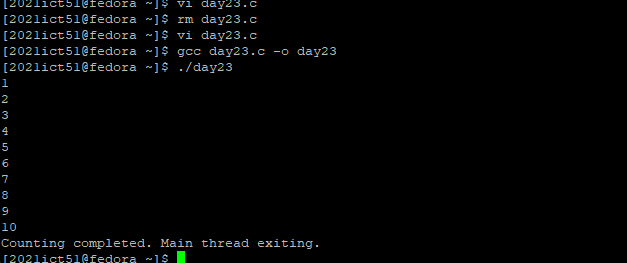 [2021ict51@fedora ~]$ vi day23.c
[2021ict51@fedora ~]$ rm day23.c
[2021ict51@fedora ~]$ vi day23.c
[2021ict51@fedora ~]$ gcc day23.c -o day23
[2021ict51@fedora ~]$ ./day23
1
2
3
4
5
6
7
8
9
10
Counting completed. Main thread exiting.
[2021ict51@fedora ~]$